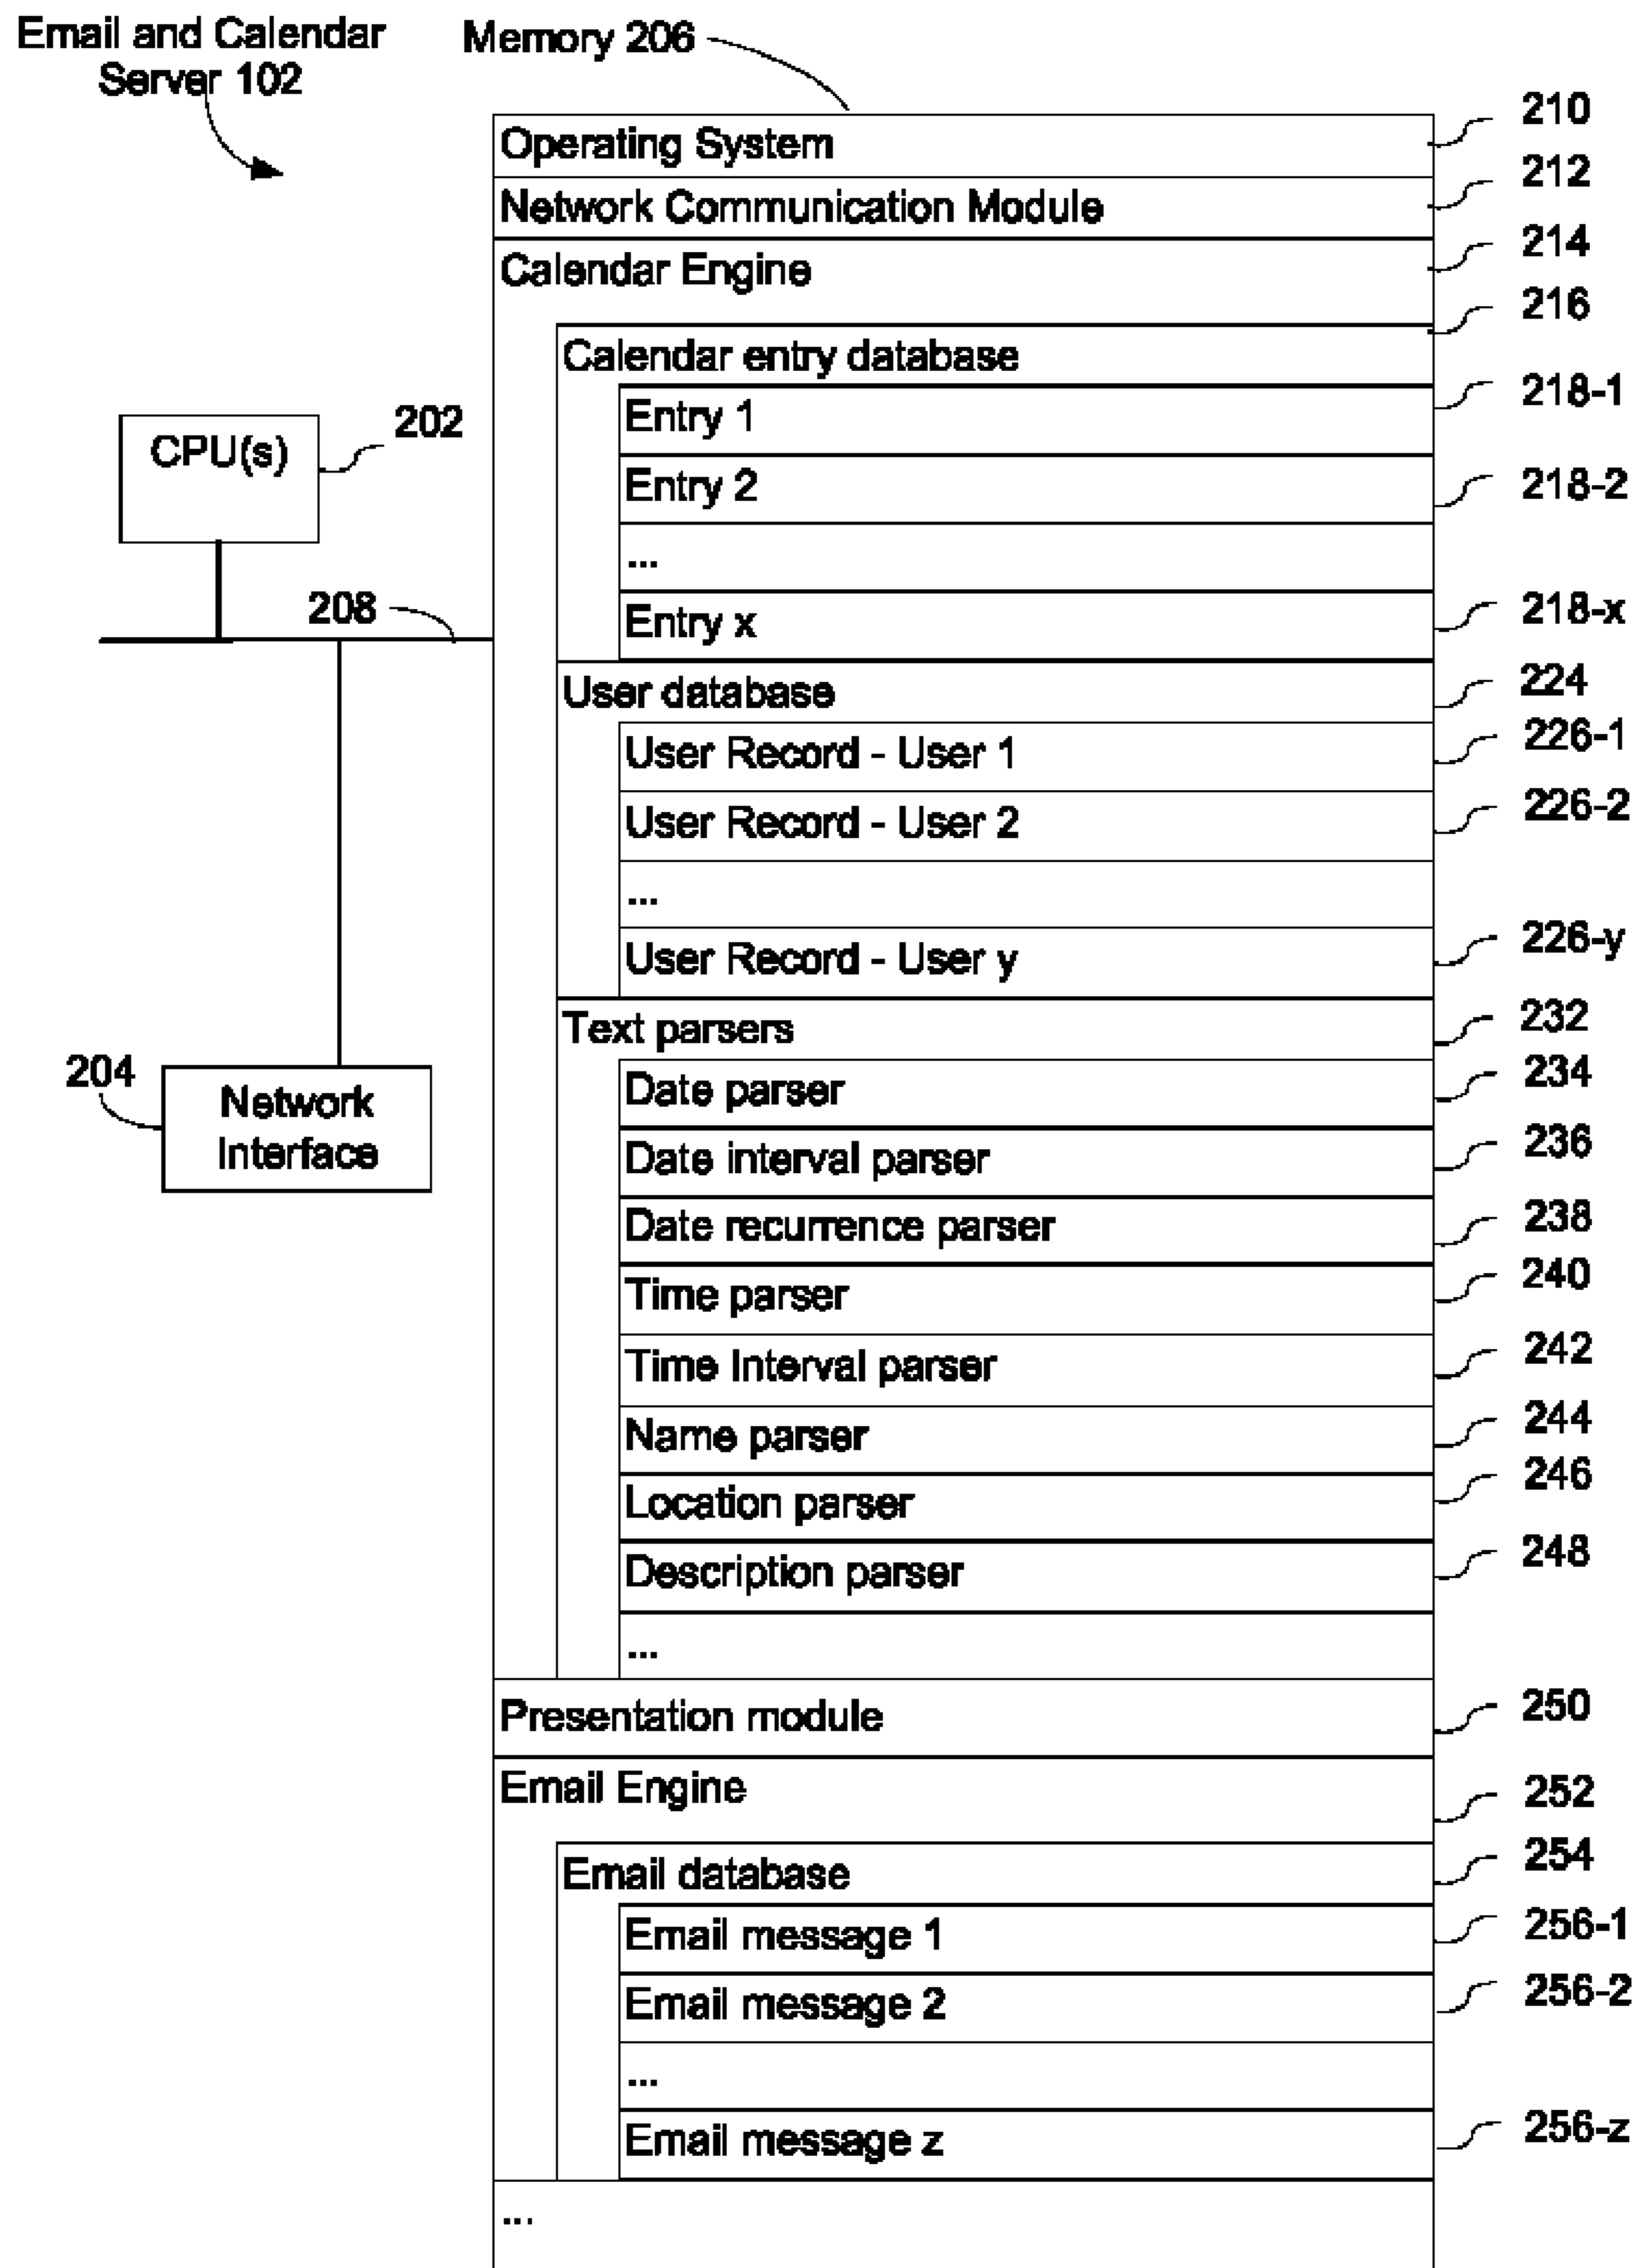 Email and Calendar
Server 102
Memory 206
Operating System 210
Network Communication Module 212
Calendar Engine 214
Calendar entry database 216
Entry 1 218-1
Entry 2 218-2
...
Entry x 218-x
CPU(s) 202
208
User database 224
User Record - User 1 226-1
User Record - User 2 226-2
...
User Record - User y 226-y
Text parsers 232
Date parser 234
204
Network
Interface
Date interval parser 236
Date recurrence parser 238
Time parser 240
Time Interval parser 242
Name parser 244
Location parser 246
Description parser 248
...
Presentation module 250
Email Engine 252
Email database 254
Email message 1 256-1
Email message 2 256-2
...
Email message z 256-z
...